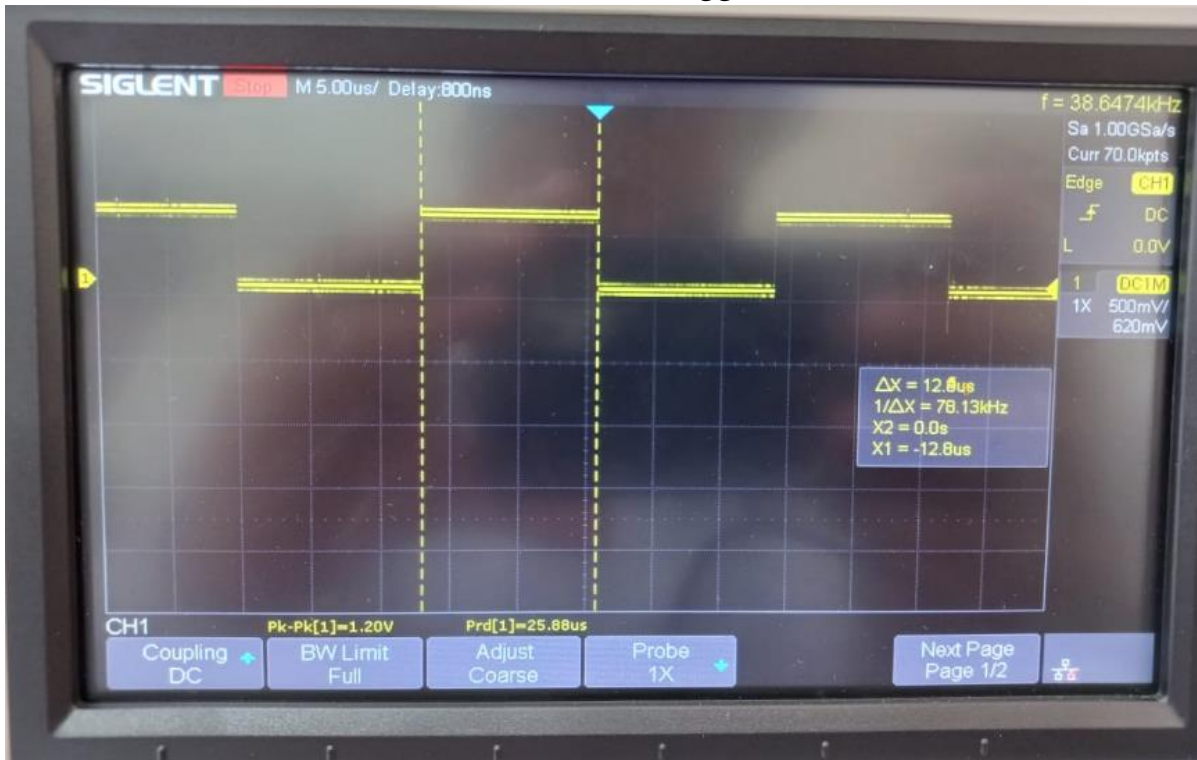 SIGLENT Stop M 5.00us/ Delay:800ns
f = 38.6474kHz
Sa 1.00GSa/s
Curr 70.0kpts
Edge CH1
DC
L 0.0V
1
1 DC1M
1X 500mV/
620mV
ΔX = 12.8us
1/ΔX = 78.13kHz
X2 = 0.0s
X1 = -12.8us
CH1 Pk-Pk[1]=1.20V Prd[1]=25.88us
Coupling
DC
BW Limit
Full
Adjust
Coarse
Probe
1X
Next Page
Page 1/2